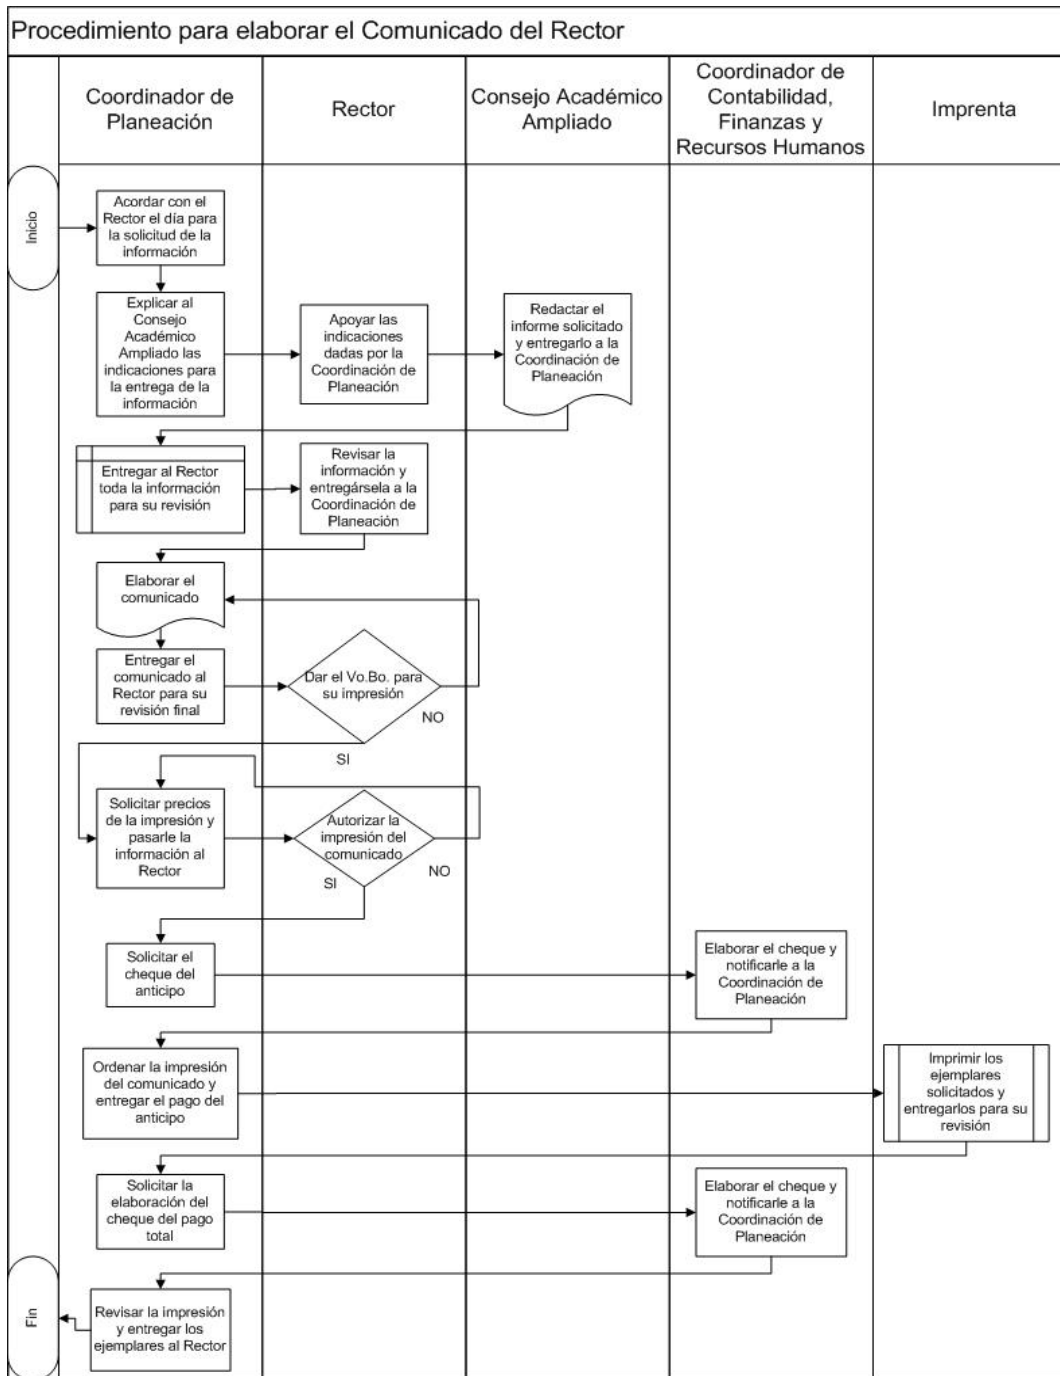 Procedimiento para elaborar el Comunicado del Rector
Coordinador de
Planeación
Rector
Consejo Académico
Ampliado
Coordinador de
Contabilidad,
Finanzas y
Recursos Humanos
Imprenta
Inicio
Acordar con el
Rector el día para
la solicitud de la
información
Explicar al
Consejo
Académico
Ampliado las
indicaciones para
la entrega de la
información
Apoyar las
indicaciones
dadas por la
Coordinación de
Planeación
Redactar el
informe solicitado
y entregarlo a la
Coordinación de
Planeación
Entregar al Rector
toda la información
para su revisión
Revisar la
información y
entregársela a la
Coordinación de
Planeación
Elaborar el
comunicado
Entregar el
comunicado al
Rector para su
revisión final
Dar el Vo.Bo. para
su impresión
NO
SI
Solicitar precios
de la impresión y
pasarle la
información al
Rector
Autorizar la
impresión del
comunicado
NO
SI
Solicitar el
cheque del
anticipo
Elaborar el cheque y
notificarle a la
Coordinación de
Planeación
Ordenar la impresión
del comunicado y
entregar el pago del
anticipo
Imprimir los
ejemplares
solicitados y
entregarlos para su
revisión
Solicitar la
elaboración del
cheque del pago
total
Elaborar el cheque y
notificarle a la
Coordinación de
Planeación
Revisar la impresión
y entregar los
ejemplares al Rector
Fin